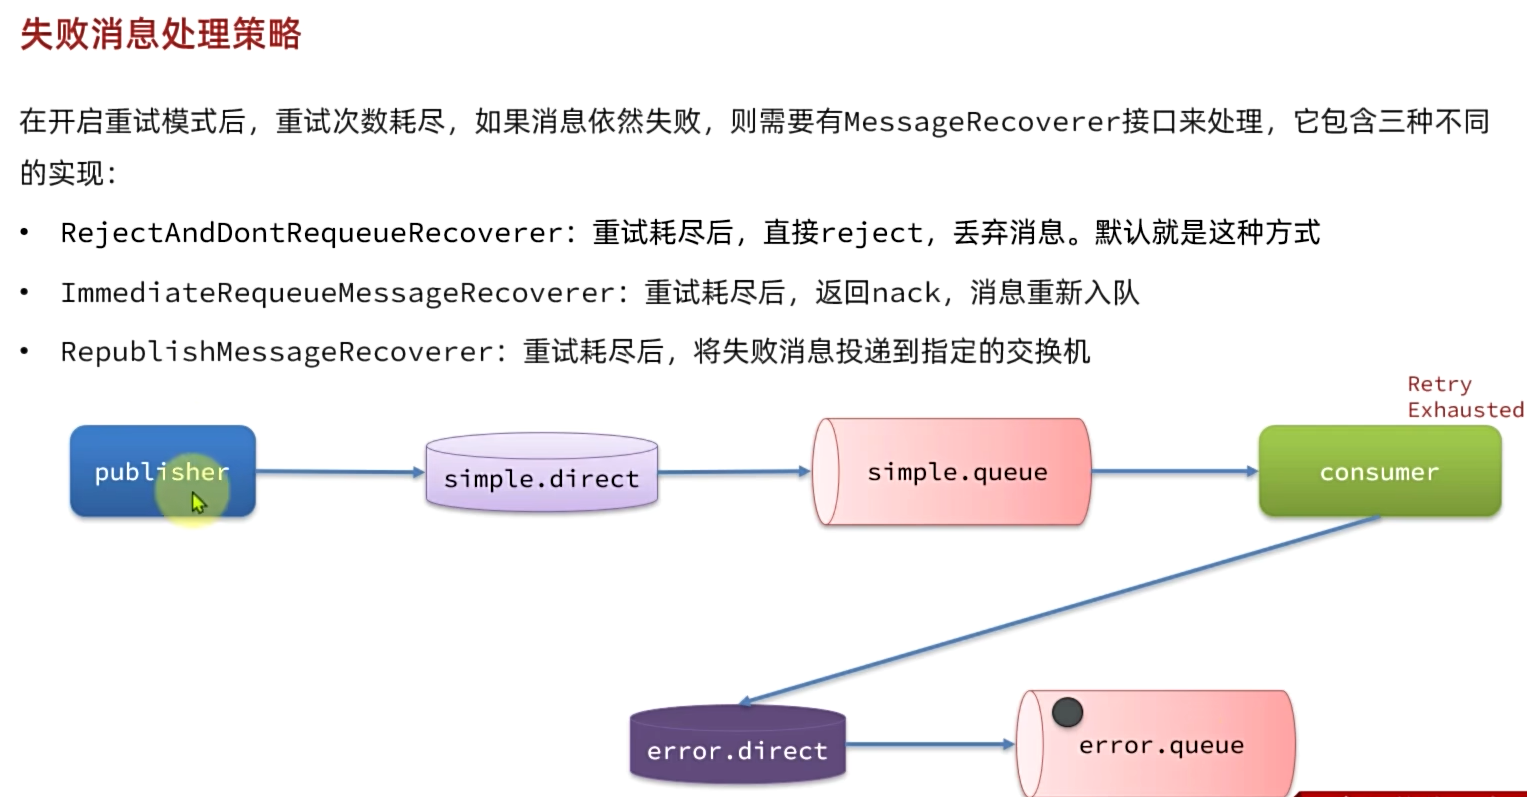 失败消息处理策略
在开启重试模式后，重试次数耗尽，如果消息依然失败，则需要有MessageRecoverer接口来处理，它包含三种不同
的实现：
• RejectAndDontRequeueRecoverer：重试耗尽后，直接reject，丢弃消息。默认就是这种方式
• ImmediateRequeueMessageRecoverer：重试耗尽后，返回nack，消息重新入队
• RepublishMessageRecoverer：重试耗尽后，将失败消息投递到指定的交换机
Retry
Exhausted
publisher
simple.direct
simple.queue
consumer
error.direct
error.queue